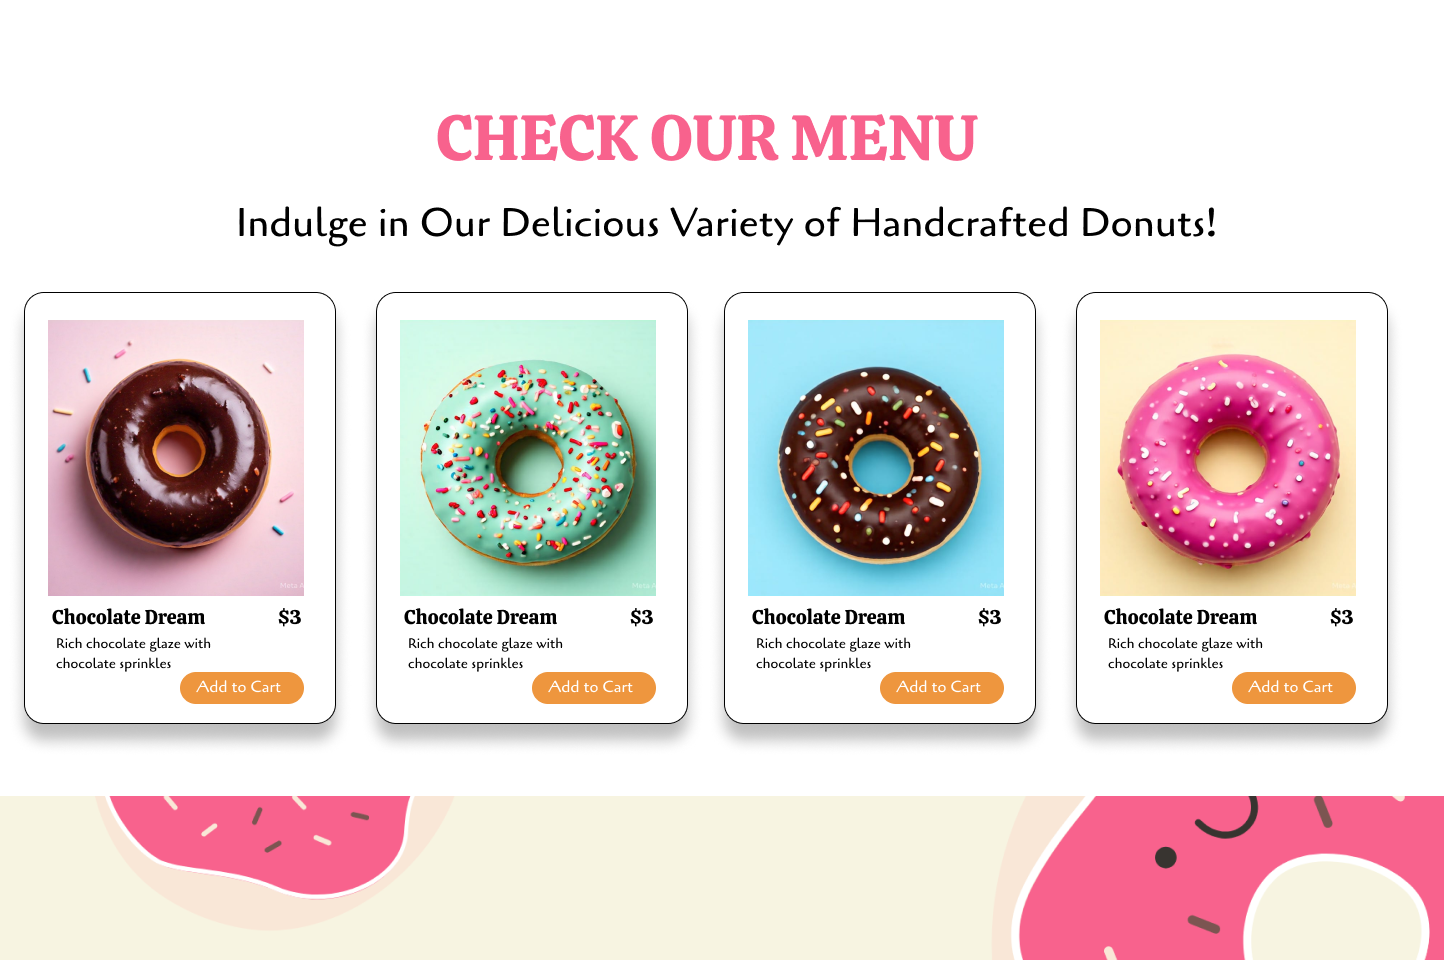 CHECK OUR MENU
Indulge in Our Delicious Variety of Handcrafted Donuts!
Chocolate Dream $3
Rich chocolate glaze with
chocolate sprinkles
Add to Cart
Chocolate Dream $3
Rich chocolate glaze with
chocolate sprinkles
Add to Cart
Chocolate Dream $3
Rich chocolate glaze with
chocolate sprinkles
Add to Cart
Chocolate Dream $3
Rich chocolate glaze with
chocolate sprinkles
Add to Cart